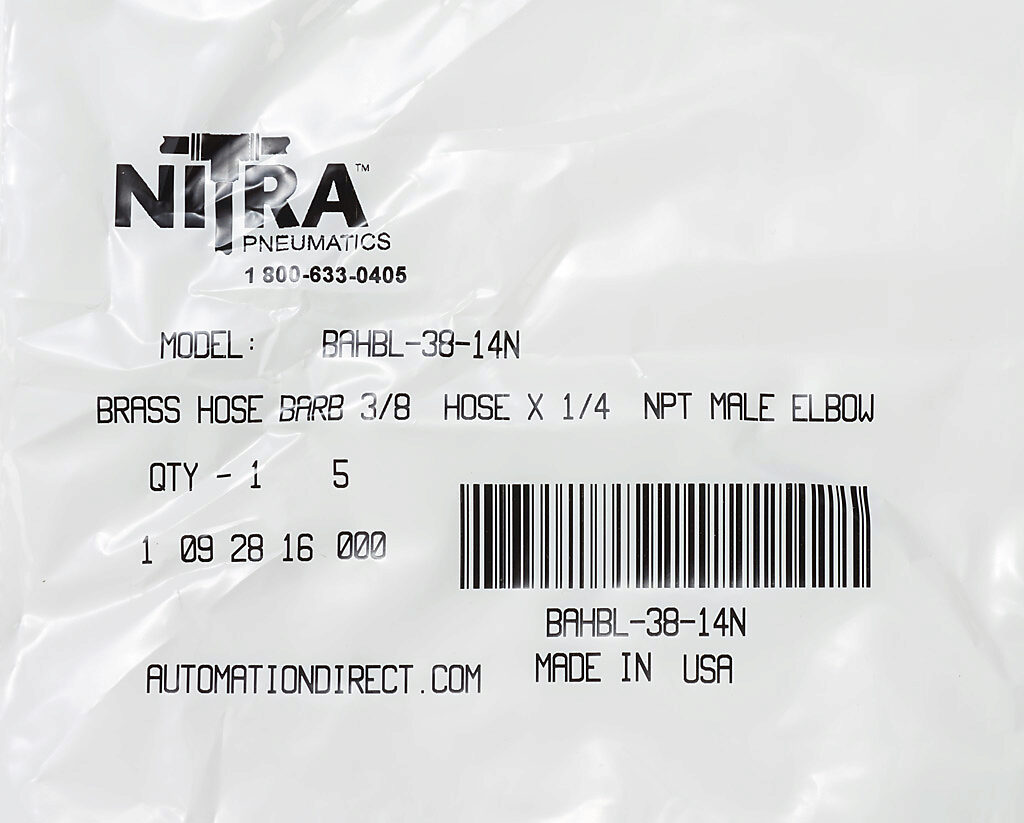 NITRA™
PNEUMATICS
1 800-633-0405
MODEL: BAHBL-38-14N
BRASS HOSE BARB 3/8 HOSE X 1/4 NPT MALE ELBOW
QTY - 1 5
1 09 28 16 000
BAHBL-38-14N
MADE IN USA
AUTOMATIONDIRECT.COM